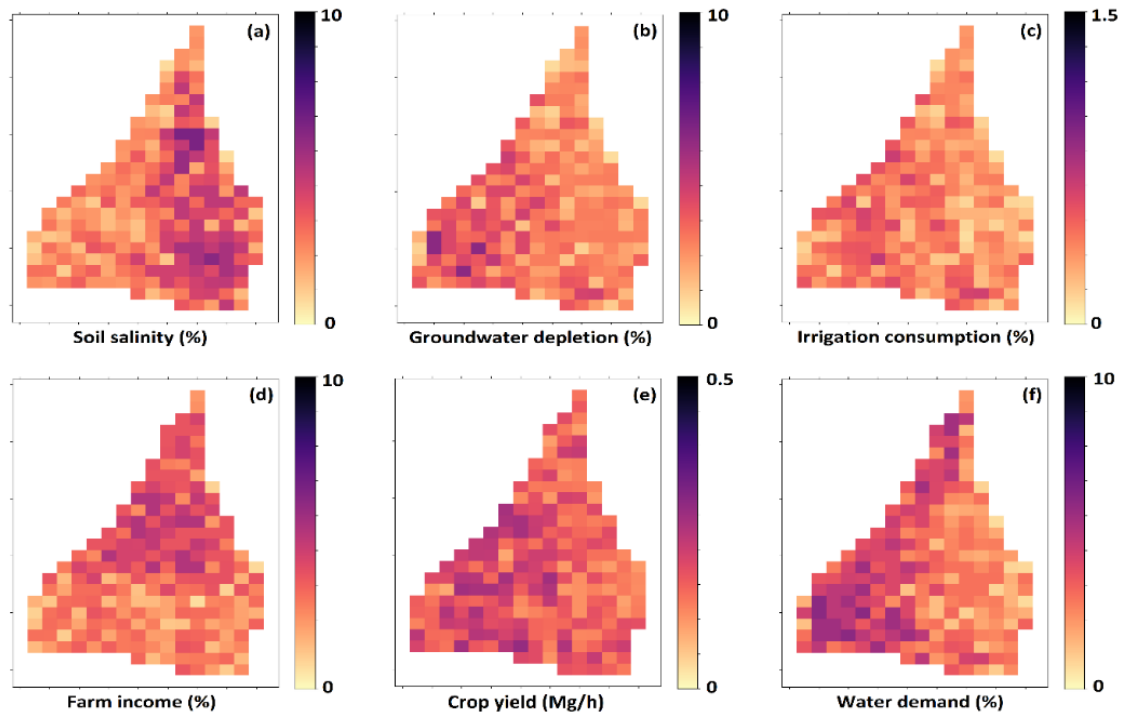 10
(a)
0
Soil salinity (%)
10
(b)
0
Groundwater depletion (%)
1.5
(c)
0
Irrigation consumption (%)
10
(d)
0
Farm income (%)
0.5
(e)
0
Crop yield (Mg/h)
10
(f)
0
Water demand (%)